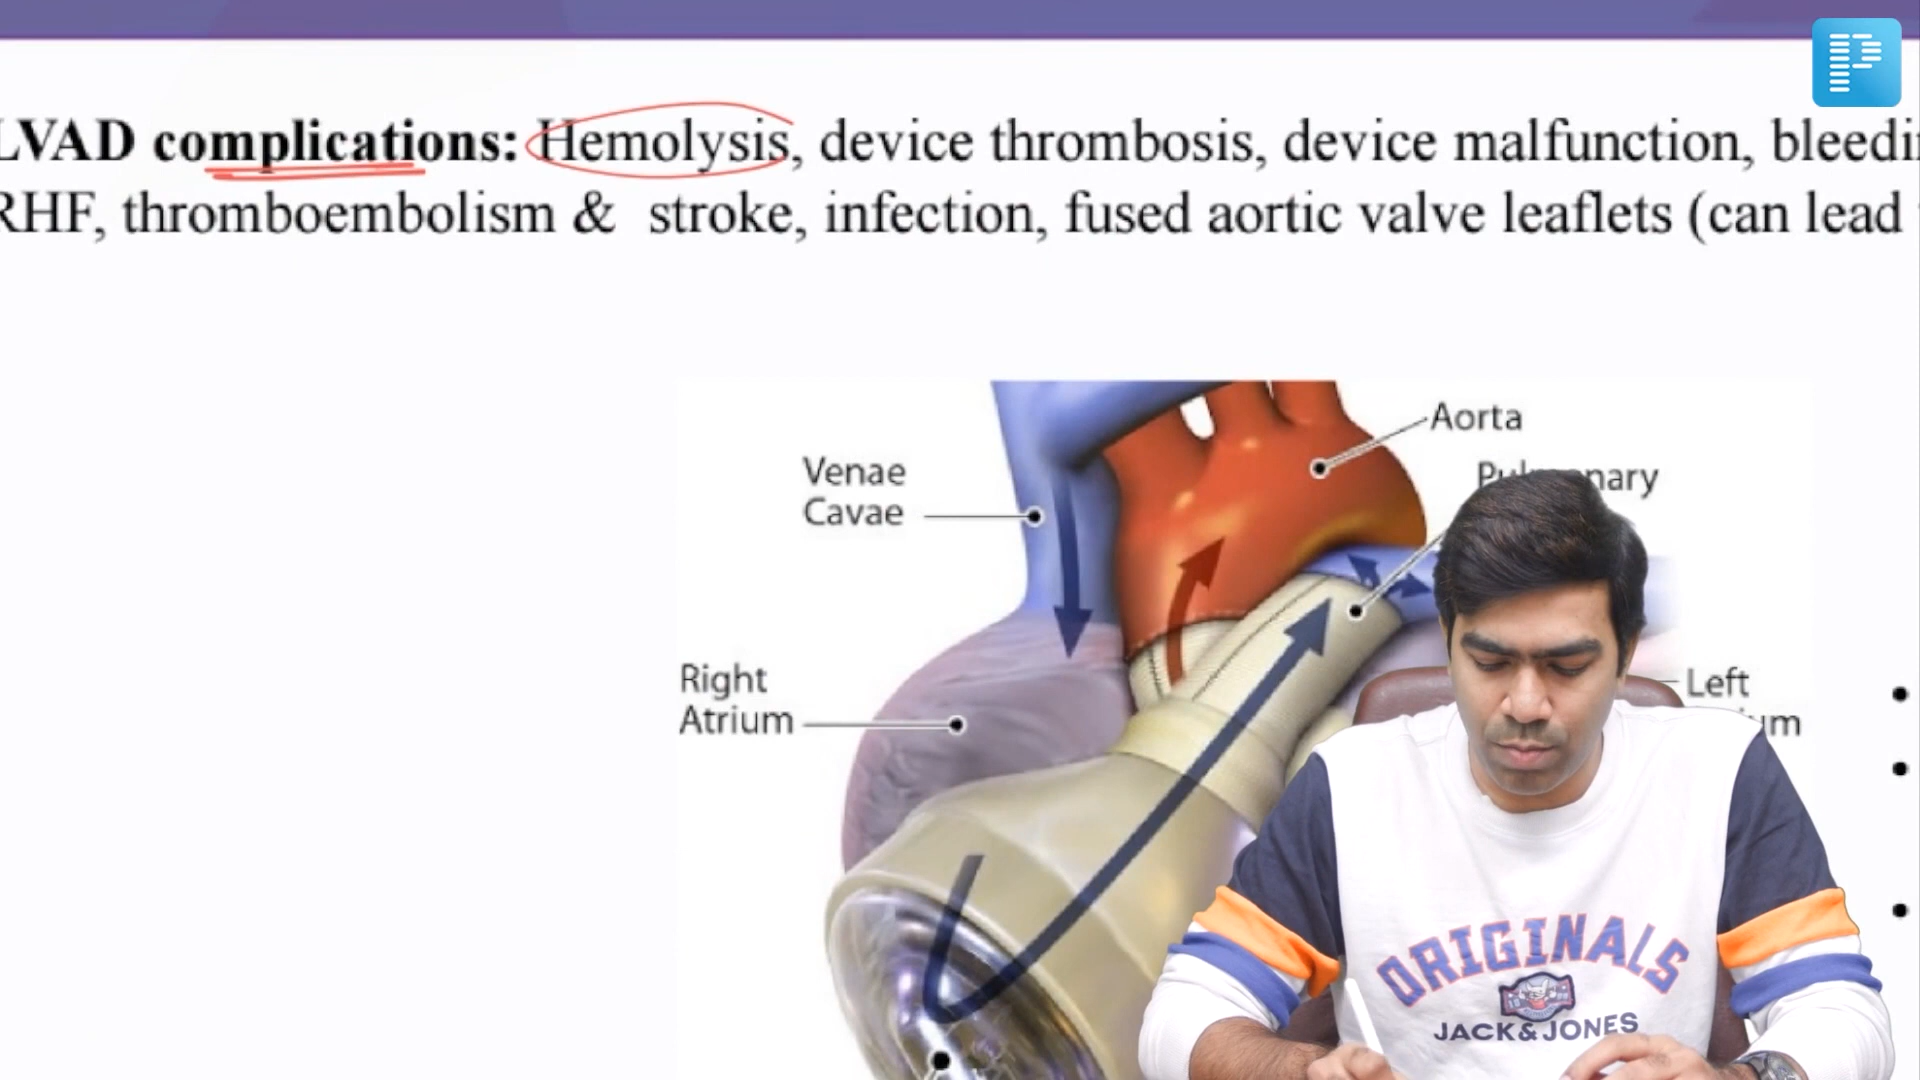 LVAD complications: Hemolysis, device thrombosis, device malfunction,
RHF, thromboembolism & stroke, infection, fused aortic valve leaflets (can lead
Aorta
Venae
Cavae
Right
Atrium
Left
ORIGINALS
JACK & JONES